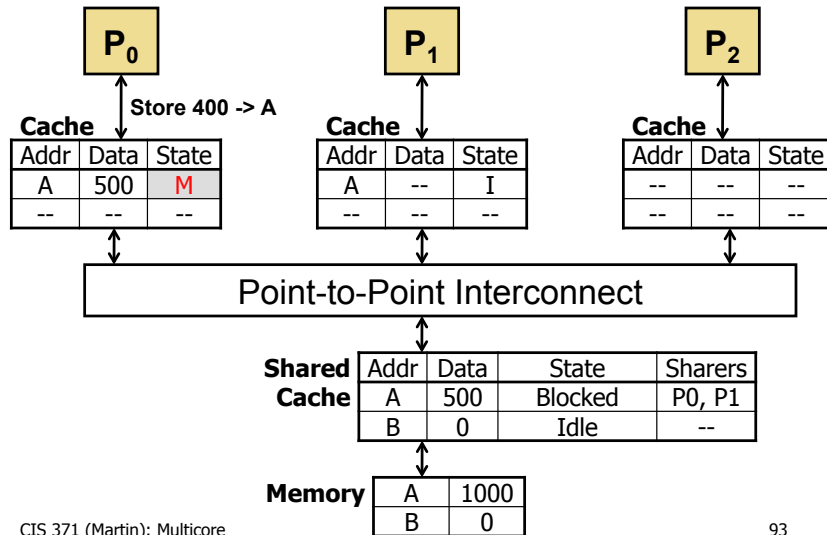 P0 P1 P2
Store 400 -> A
Cache Cache Cache
Addr Data State Addr Data State Addr Data State
A 500 M A -- I -- -- --
-- -- -- -- -- -- -- -- --
Point-to-Point Interconnect
Shared Addr Data State Sharers
Cache A 500 Blocked P0, P1
B 0 Idle --
Memory A 1000
B 0
CIS 371 (Martin): Multicore 93